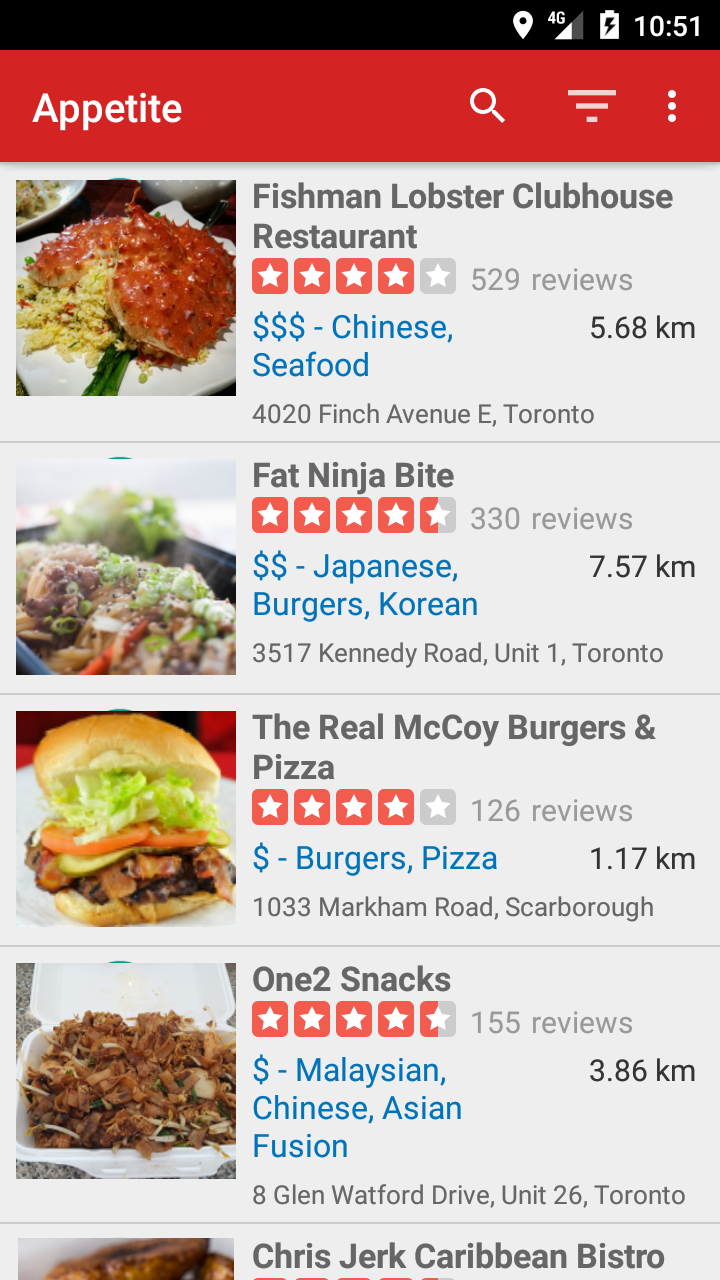 4G 10:51
Appetite
Fishman Lobster Clubhouse
Restaurant
529 reviews
$$$ - Chinese, 5.68 km
Seafood
4020 Finch Avenue E, Toronto
Fat Ninja Bite
330 reviews
$$ - Japanese, 7.57 km
Burgers, Korean
3517 Kennedy Road, Unit 1, Toronto
The Real McCoy Burgers &
Pizza
126 reviews
$ - Burgers, Pizza 1.17 km
1033 Markham Road, Scarborough
One2 Snacks
155 reviews
$ - Malaysian, 3.86 km
Chinese, Asian
Fusion
8 Glen Watford Drive, Unit 26, Toronto
Chris Jerk Caribbean Bistro